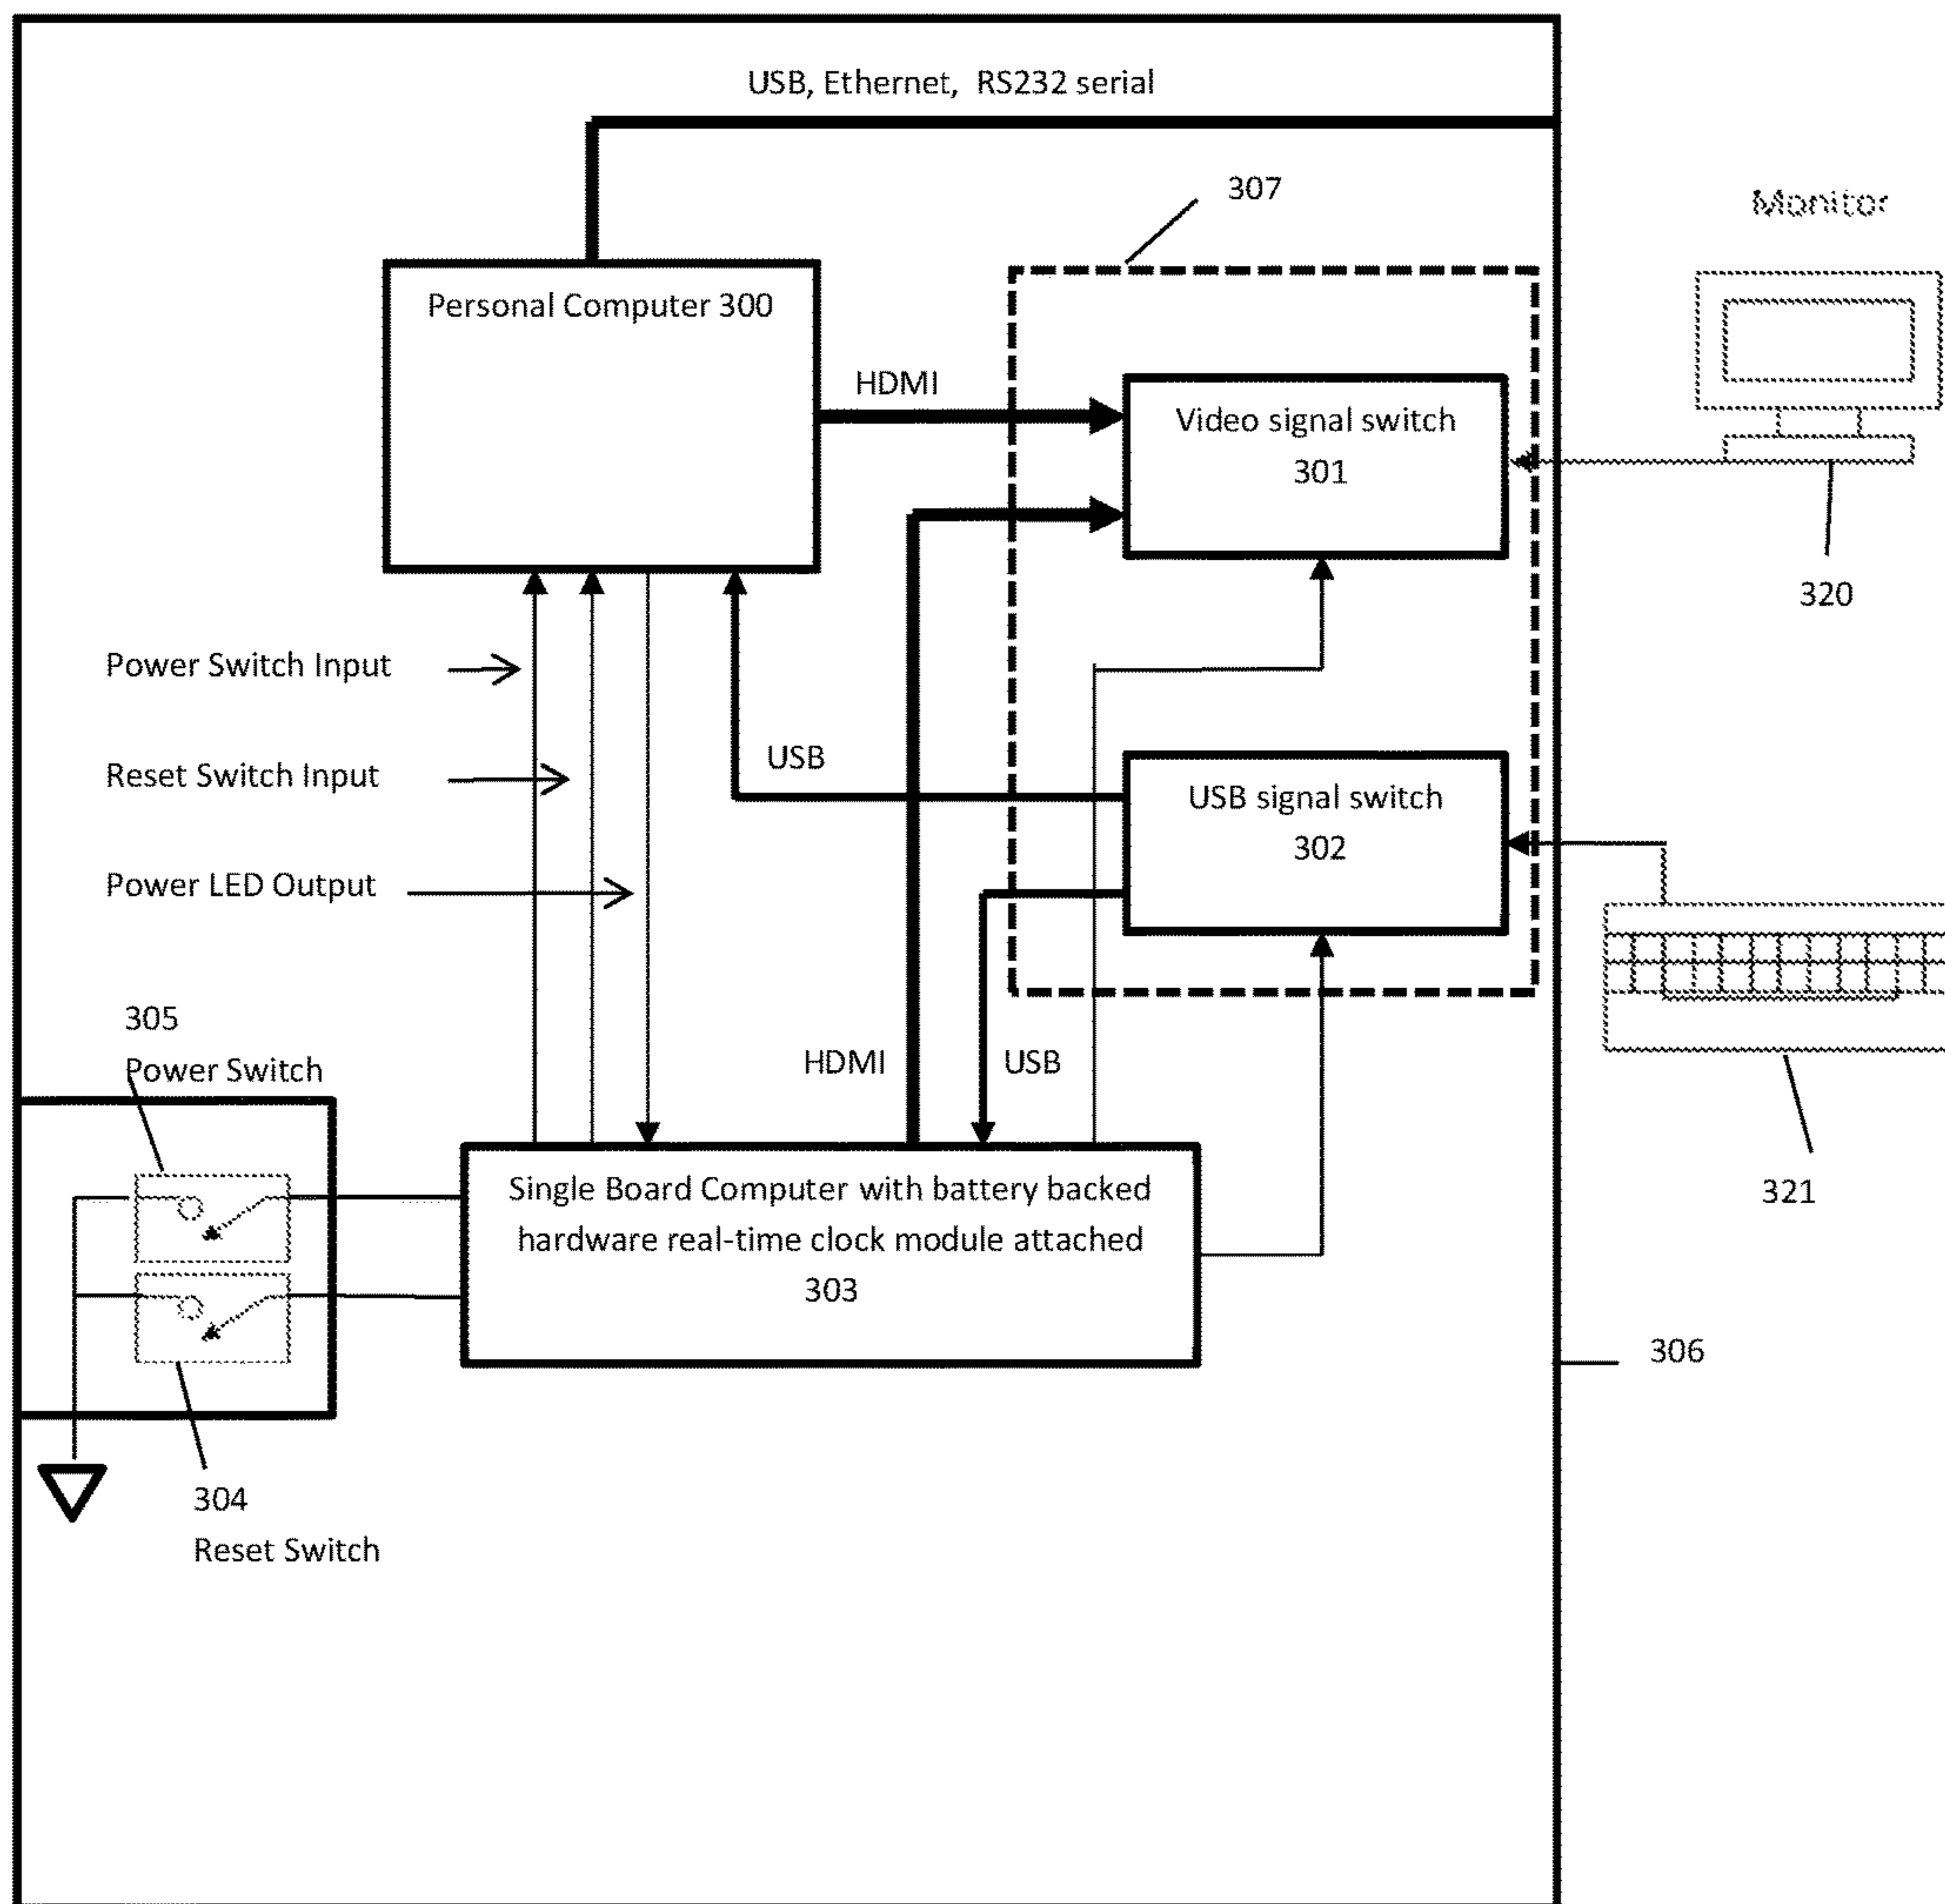 USB, Ethernet, RS232 serial
307
Monitor
Personal Computer 300
HDMI
Video signal switch
301
320
Power Switch Input
Reset Switch Input
USB
USB signal switch
302
Power LED Output
305
Power Switch
HDMI
USB
321
Single Board Computer with battery backed
hardware real-time clock module attached
303
306
304
Reset Switch